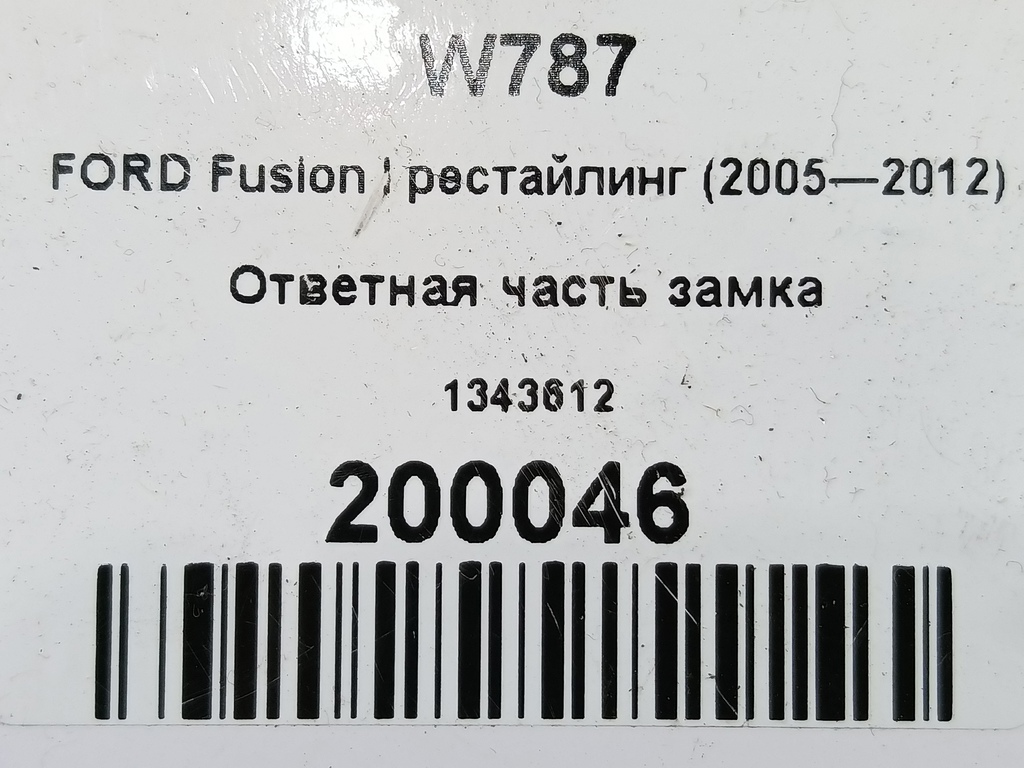 W787
FORD Fusion I рестайлинг (2005—2012)
Ответная часть замка
1343612
200046